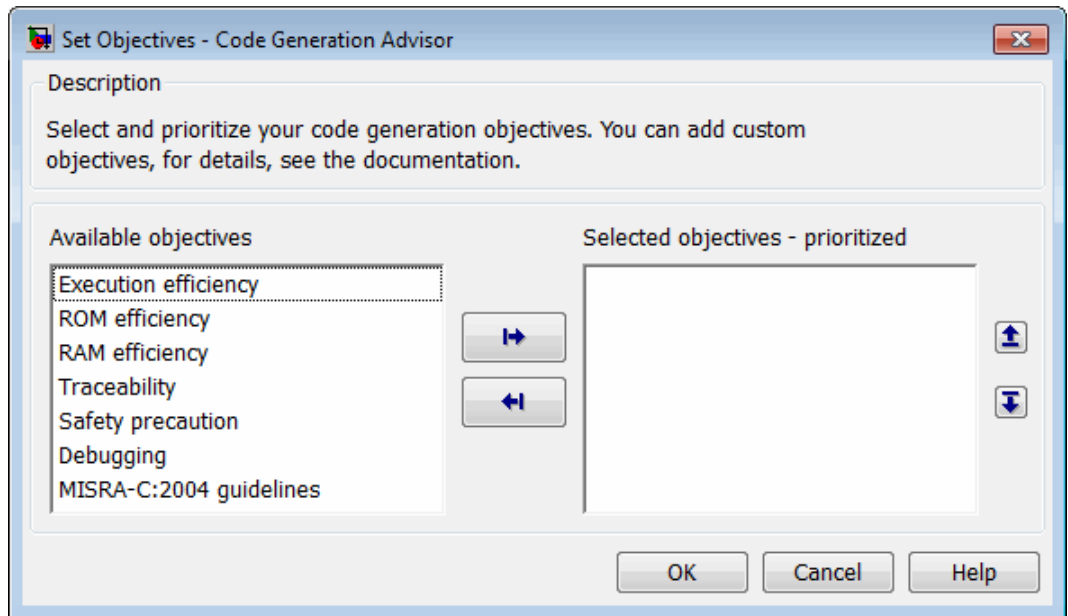 Set Objectives - Code Generation Advisor
Description
Select and prioritize your code generation objectives. You can add custom
objectives, for details, see the documentation.
Available objectives
Selected objectives - prioritized
Execution efficiency
ROM efficiency
RAM efficiency
Traceability
Safety precaution
Debugging
MISRA-C:2004 guidelines
OK
Cancel
Help